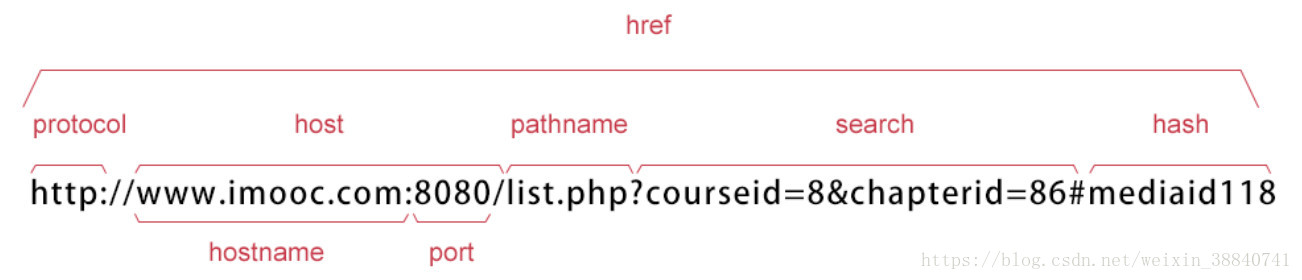 href
protocol host pathname search hash
http://www.imooc.com:8080/list.php?courseid=8&chapterid=86#mediaid118
hostname port
https://blog.csdn.net/weixin_38840741